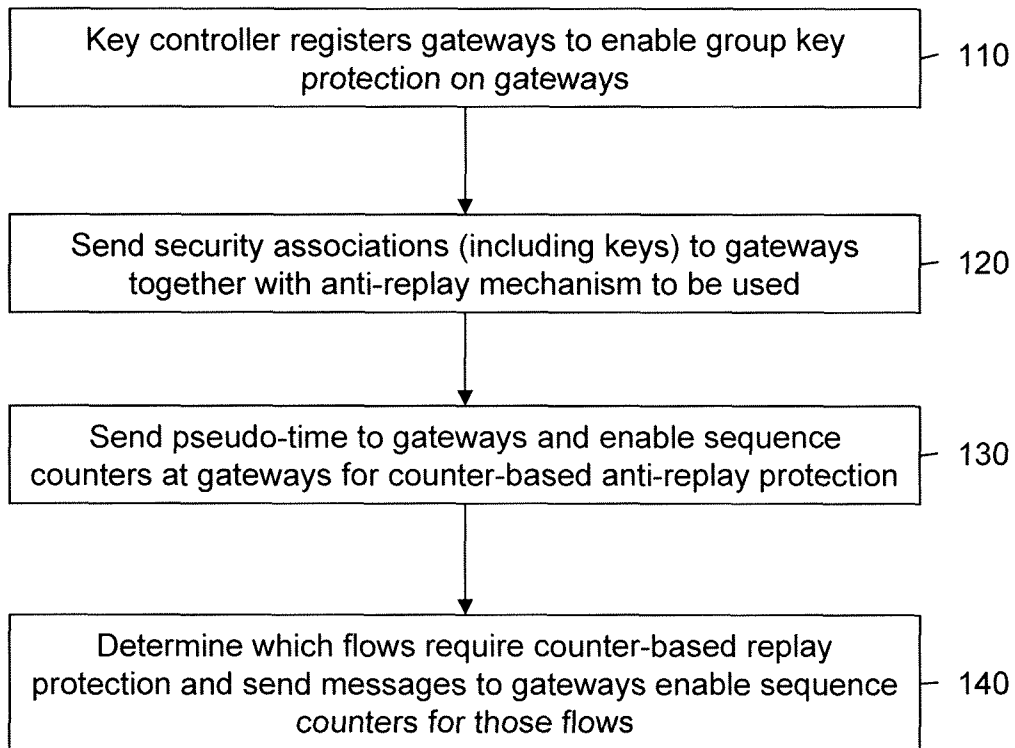 Key controller registers gateways to enable group key
protection on gateways
110
Send security associations (including keys) to gateways
together with anti-replay mechanism to be used
120
Send pseudo-time to gateways and enable sequence
counters at gateways for counter-based anti-replay protection
130
Determine which flows require counter-based replay
protection and send messages to gateways enable sequence
counters for those flows
140